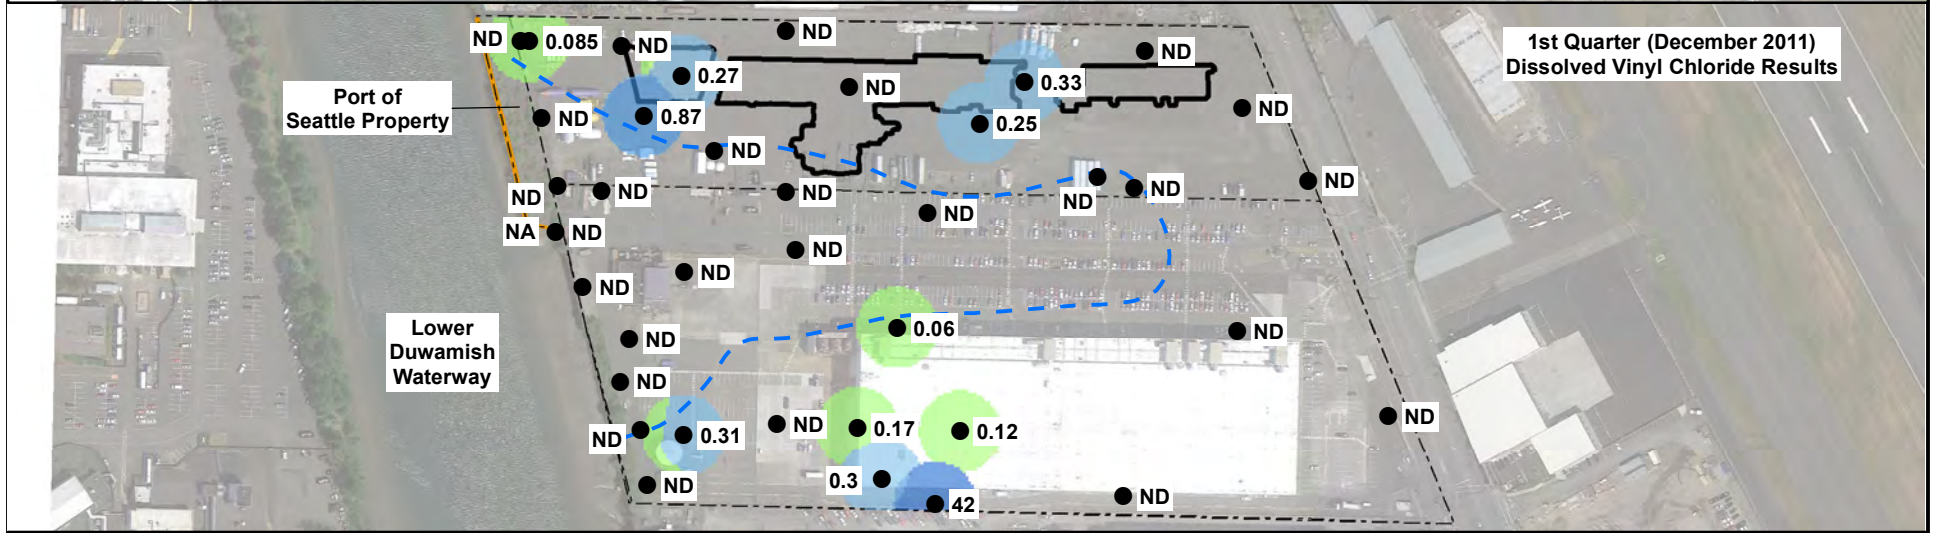 1st Quarter (December 2011)
Dissolved Vinyl Chloride Results
ND
0.085
ND
ND
ND
0.27
0.33
ND
Port of
Seattle Property
ND
0.87
0.25
ND
ND
ND
ND
ND
ND
ND
ND
ND
NA
ND
ND
ND
ND
ND
Lower
Duwamish
Waterway
0.06
ND
ND
ND
ND
0.31
ND
0.17
0.12
ND
ND
0.3
42
ND